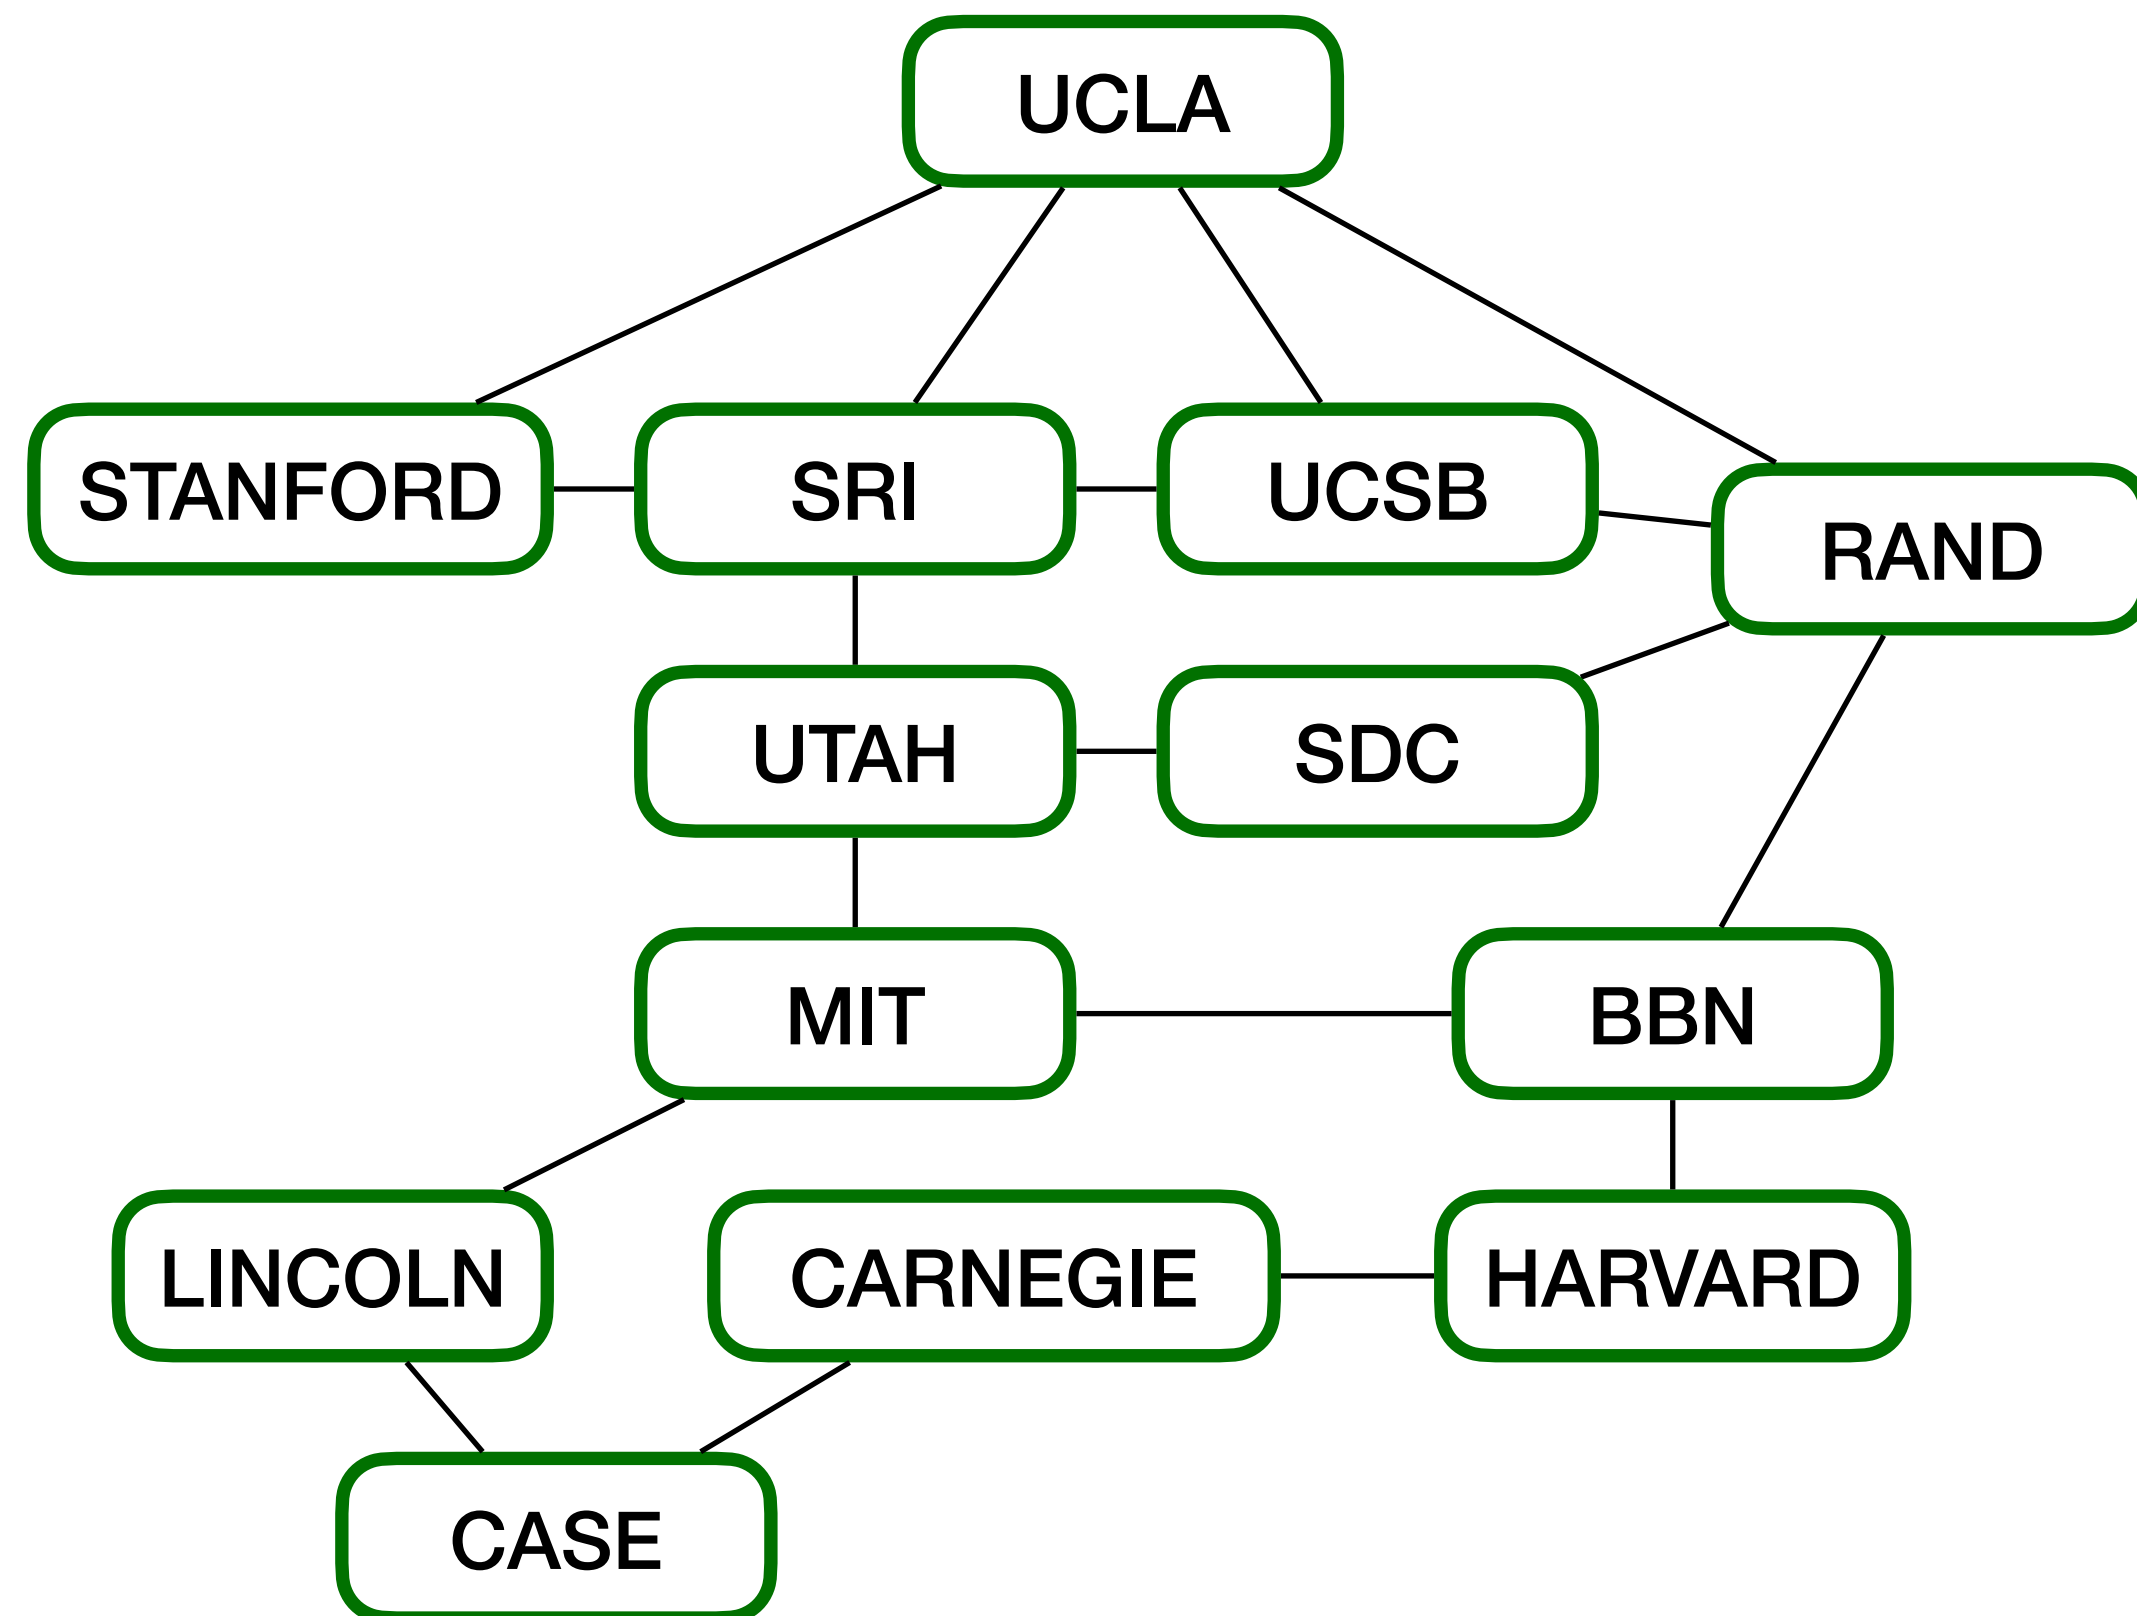 UCLA
STANFORD
SRI
UCSB
RAND
UTAH
SDC
MIT
BBN
LINCOLN
CARNEGIE
HARVARD
CASE